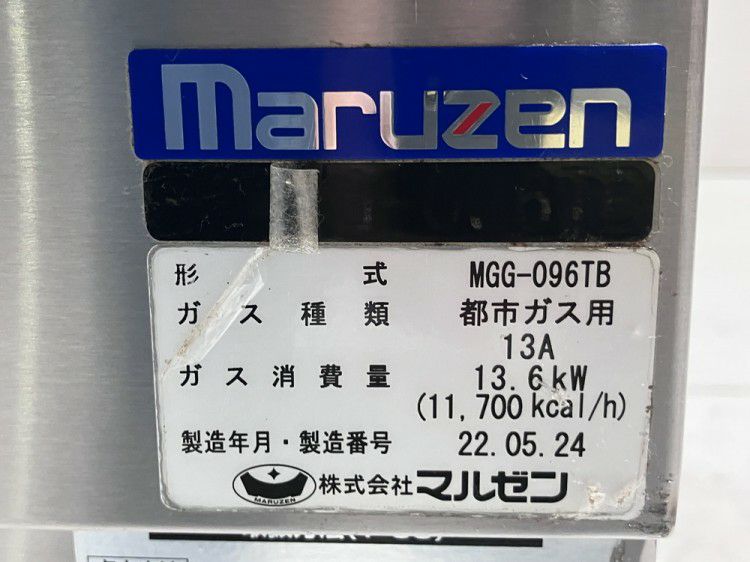 maruzen
形 式 MGG-096TB
ガス種類 都市ガス用
13A
ガス消費量 13.6kW
(11,700kcal/h)
製造年月・製造番号 22.05.24
MARUZEN 株式会社マルゼン